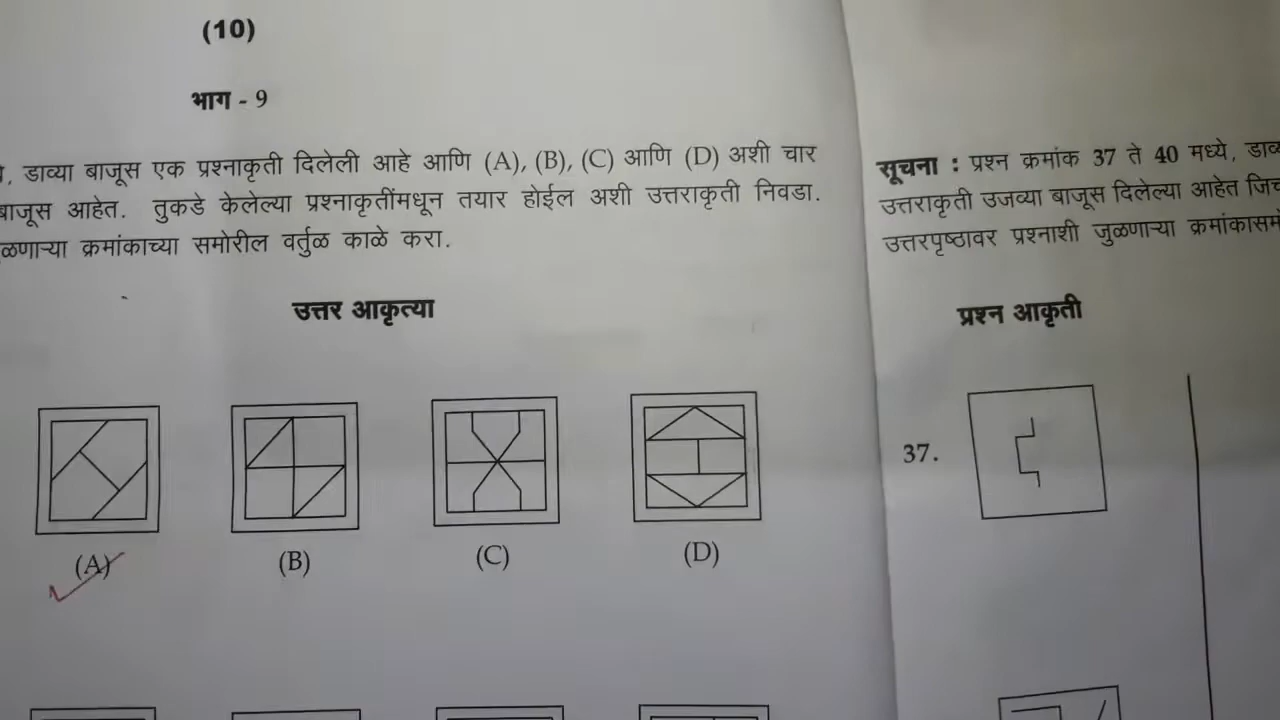 (10)
भाग - 9
, डाव्या बाजूस एक प्रश्नाकृती दिलेली आहे आणि (A), (B), (C) आणि (D) अशी चार
बाजूस आहेत. तुकडे केलेल्या प्रश्नाकृतींमधून तयार होईल अशी उत्तराकृती निवडा.
ळणाऱ्या क्रमांकाच्या समोरील वर्तुळ काळे करा.
उत्तर आकृत्या
(A)
(B)
(C)
(D)
सूचना : प्रश्न क्रमांक 37 ते 40 मध्ये, डाव्
उत्तराकृती उजव्या बाजूस दिलेल्या आहेत जिच
उत्तरपृष्ठावर प्रश्नाशी जुळणाऱ्या क्रमांकासमो
प्रश्न आकृती
37.